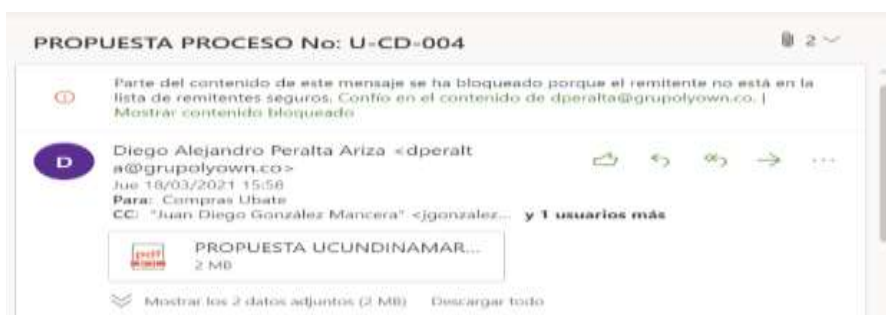 PROPUESTA PROCESO No: U-CD-004
2
Parte del contenido de este mensaje se ha bloqueado porque el remitente no está en la
lista de remitentes seguros. Confío en el contenido de dperalta@grupolyown.co. |
Mostrar contenido bloqueado
D
Diego Alejandro Peralta Ariza <dperalt
a@grupolyown.co>
Jue 18/03/2021 15:58
Para: Compras Ubate
CC: "Juan Diego González Mancera" <jgonzalez... y 1 usuarios más
pdf
PROPUESTA UCUNDINAMAR...
2 MB
Mostrar los 2 datos adjuntos (2 MB) Descargar todo